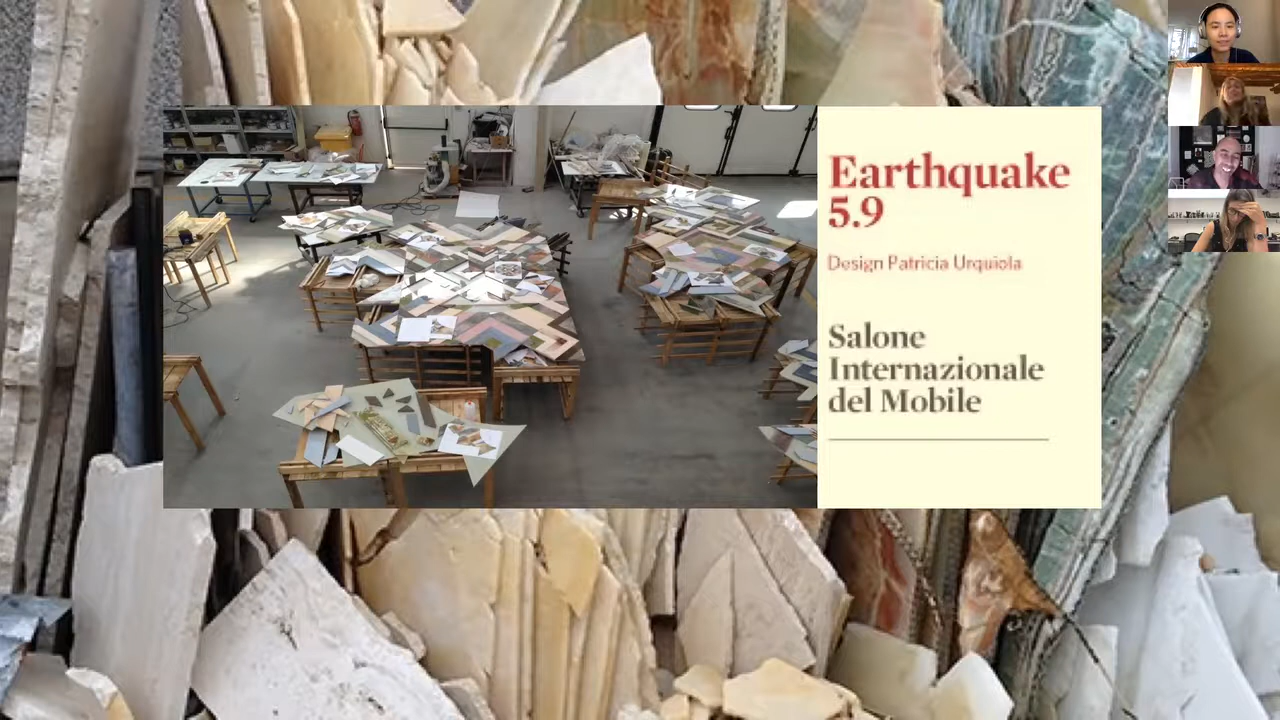 Earthquake
5.9
Design Patricia Urquiola
Salone
Internazionale
del Mobile